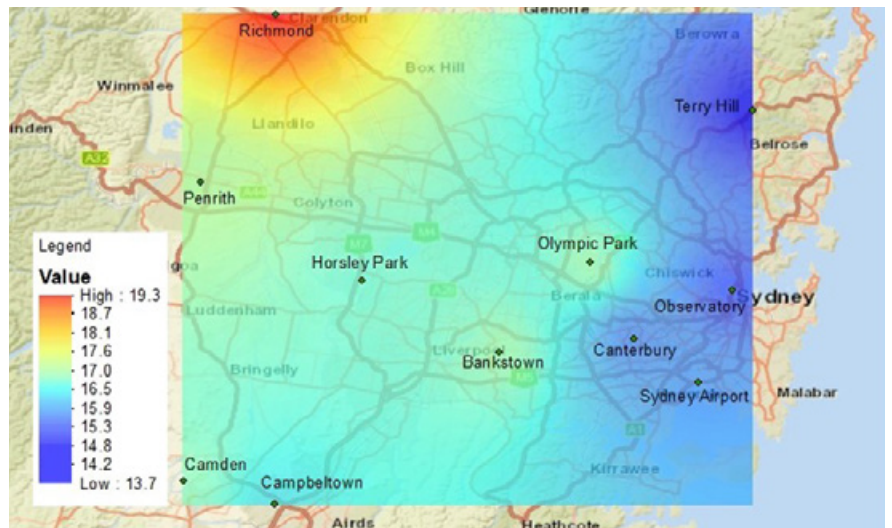 Glenorie
Clarendon
Richmond
Berowra
Box Hill
Winmalee
Terry Hill
Llandilo
inden
Belrose
A32
Penrith
A44
Colyton
M4
Legend
M7
Olympic Park
Value
Horsley Park
Chiswick
High : 19.3
18.7
18.1
17.6
17.0
16.5
15.9
15.3
14.8
14.2
Low : 13.7
goa
Berala
Observatory
Sydney
Luddenham
Liverpool
Canterbury
Bankstown
Bringelly
Sydney Airport
Malabar
A1
Camden
Kirrawee
Campbeltown
Airds
Heathcote